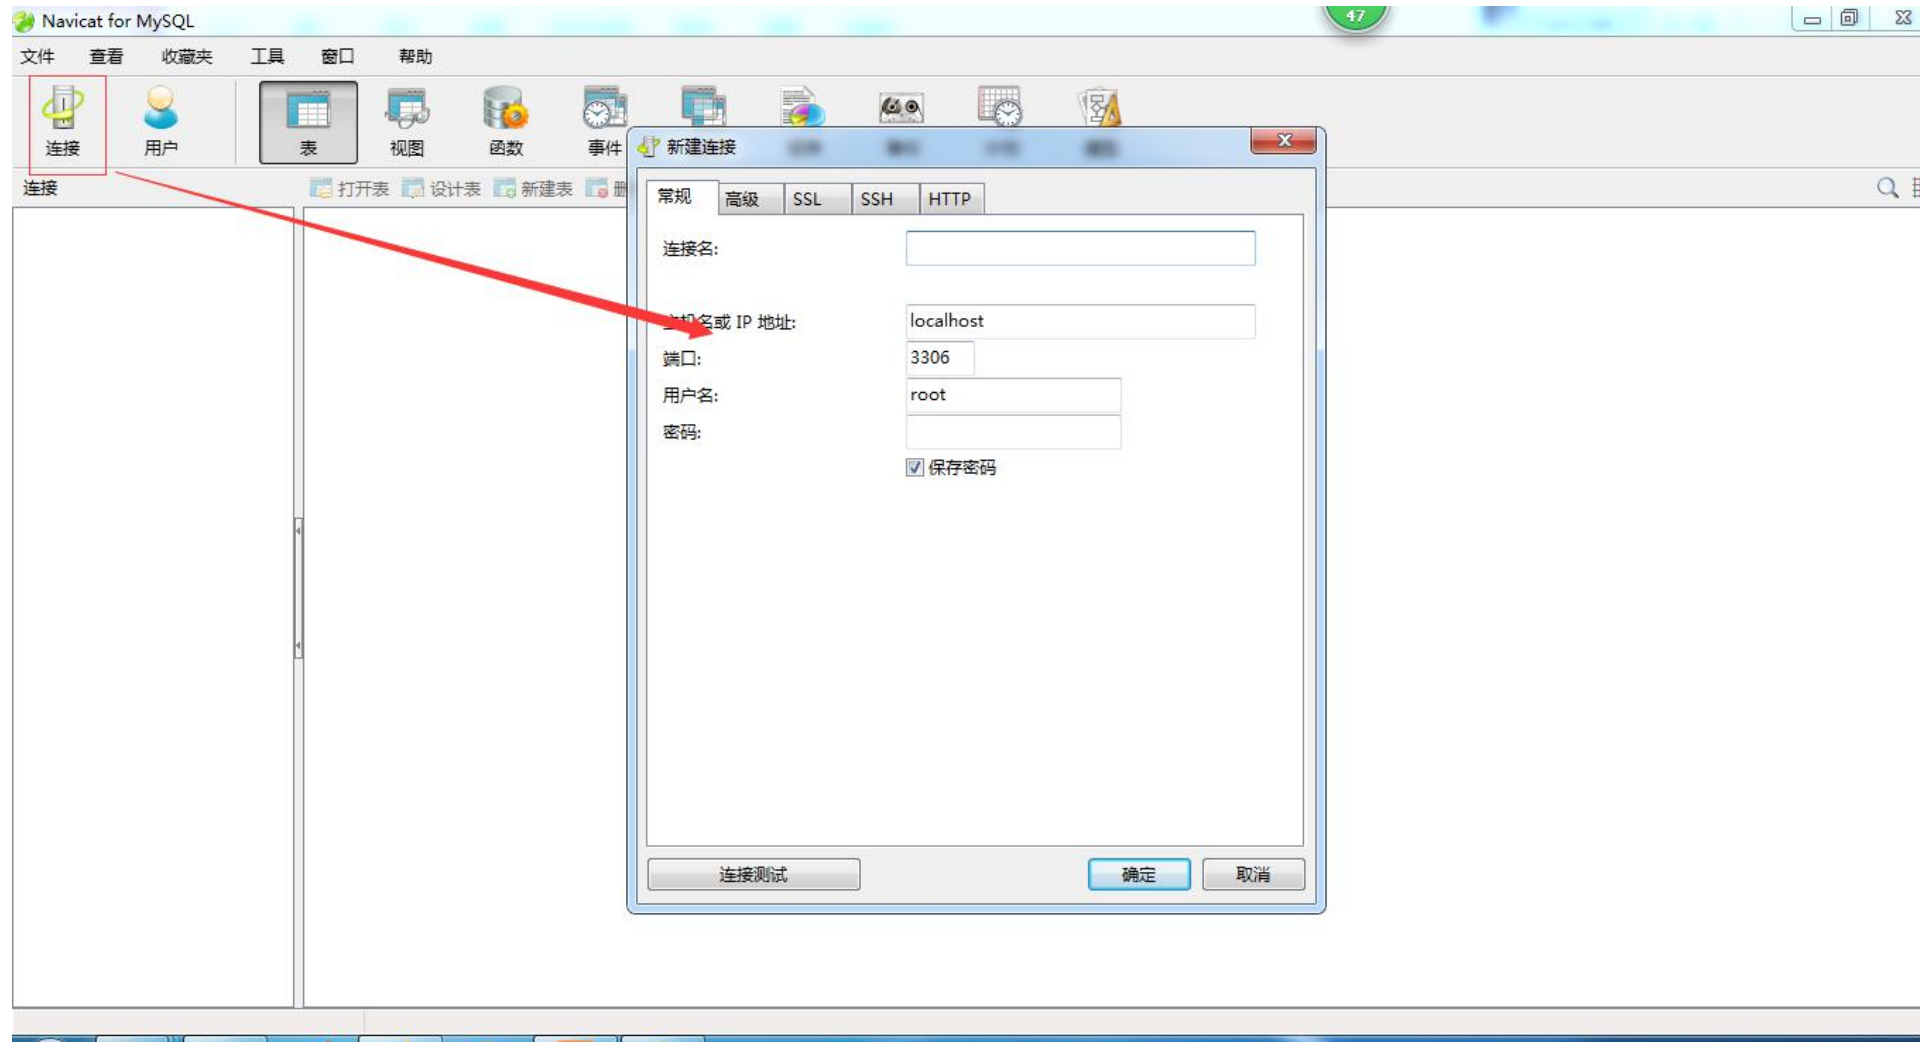 Navicat for MySQL
47
文件 查看 收藏夹 工具 窗口 帮助
连接 用户 表 视图 函数 事件
连接 打开表 设计表 新建表 删
新建连接
常规 高级 SSL SSH HTTP
连接名:
主机名或 IP 地址: localhost
端口: 3306
用户名: root
密码:
保存密码
连接测试 确定 取消